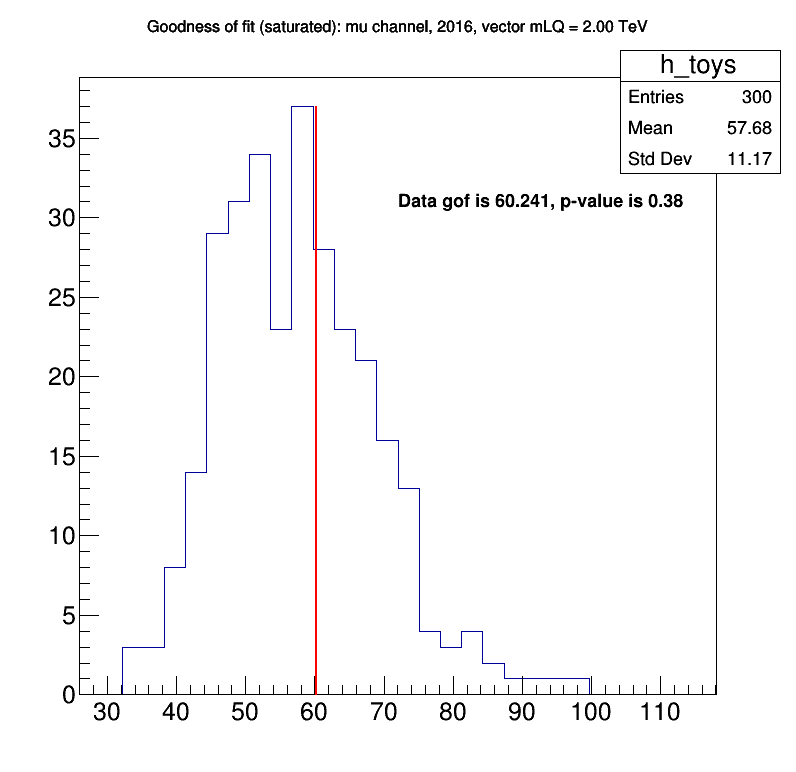 Goodness of fit (saturated): mu channel, 2016, vector mLQ = 2.00 TeV
h_toys
Entries 300
Mean 57.68
Std Dev 11.17
Data gof is 60.241, p-value is 0.38
35
30
25
20
15
10
5
0
30 40 50 60 70 80 90 100 110